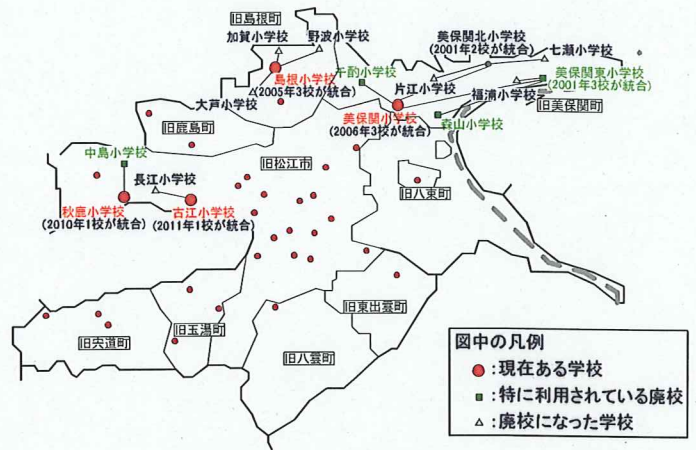 旧島根町
加賀小学校
野波小学校
美保関北小学校
(2001年2校が統合)
七瀬小学校
島根小学校
(2005年3校が統合)
千酌小学校
片江小学校
美保関東小学校
(2001年3校が統合)
大芦小学校
福浦小学校
旧美保関町
旧鹿島町
美保関小学校
(2006年3校が統合)
森山小学校
中島小学校
旧松江市
長江小学校
旧八束町
秋鹿小学校
(2010年1校が統合)
古江小学校
(2011年1校が統合)
旧東出雲町
旧宍道町
旧玉湯町
旧八雲町
図中の凡例
:現在ある学校
:特に利用されている廃校
:廃校になった学校